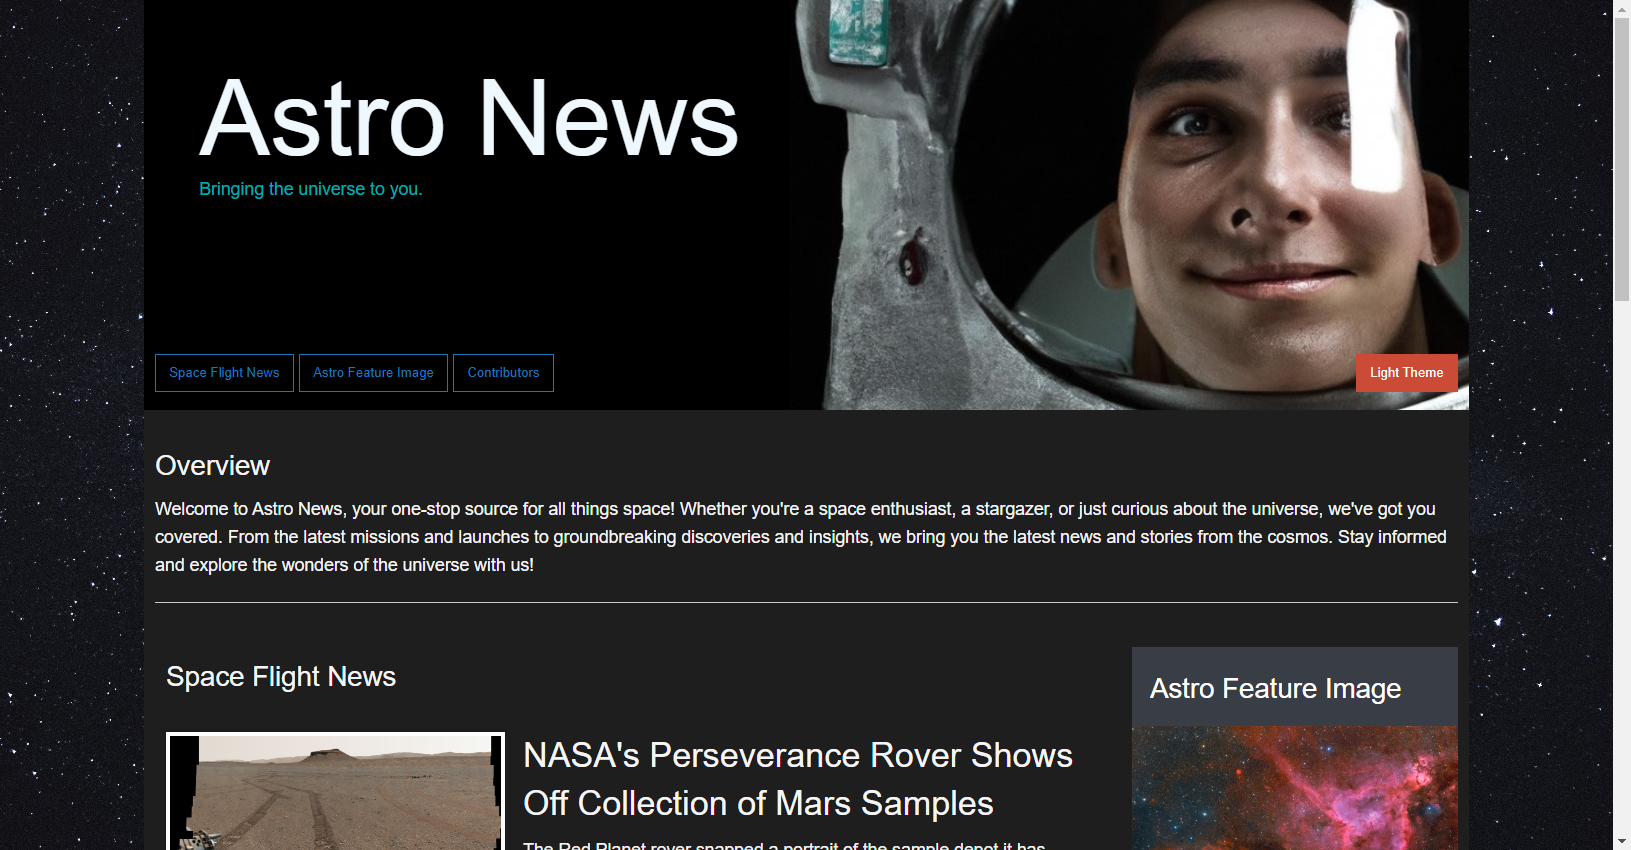 Astro News
Bringing the universe to you.
Space Flight News
Astro Feature Image
Contributors
Light Theme
Overview
Welcome to Astro News, your one-stop source for all things space! Whether you're a space enthusiast, a stargazer, or just curious about the universe, we've got you
covered. From the latest missions and launches to groundbreaking discoveries and insights, we bring you the latest news and stories from the cosmos. Stay informed
and explore the wonders of the universe with us!
Space Flight News
NASA's Perseverance Rover Shows
Off Collection of Mars Samples
The Red Planet rover snapped a portrait of the sample depot it has
Astro Feature Image